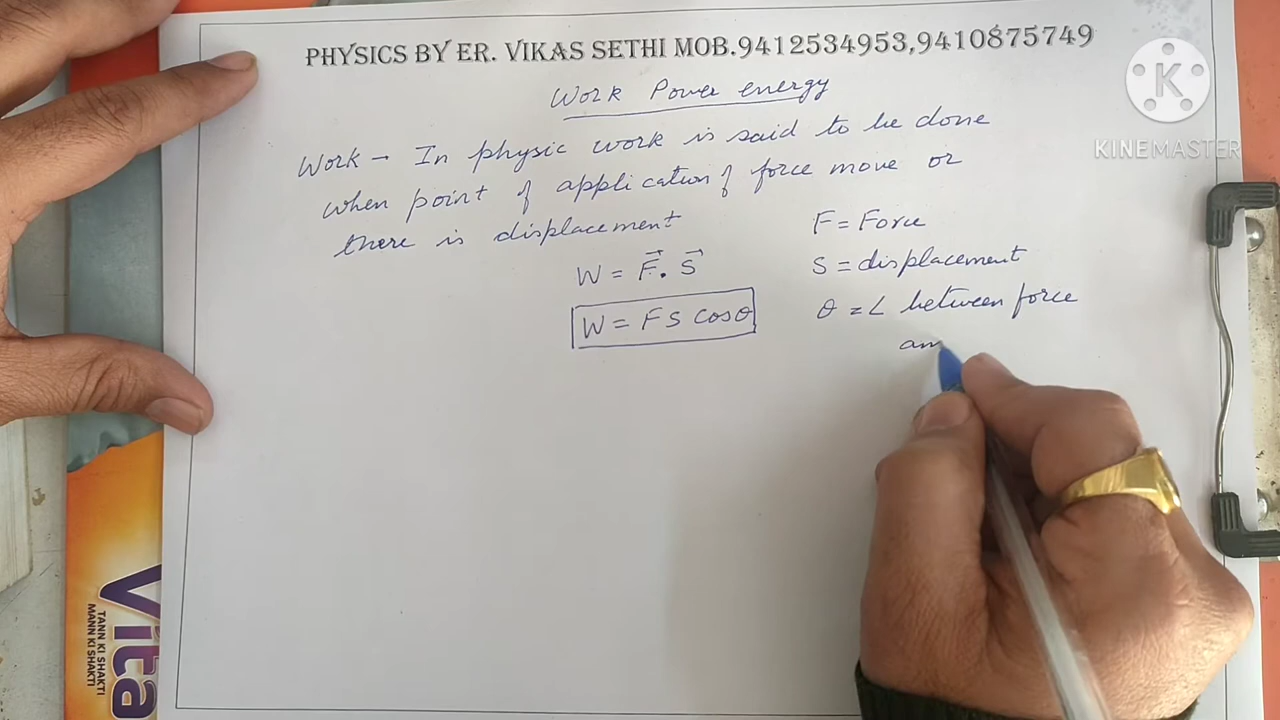 PHYSICS BY ER. VIKAS SETHI MOB.9412534953,9410875749
Work Power energy
Work – In physic work is said to be done
when point of application of force move or
there is displacement
F = Force
W = F⃗ . S⃗
S = displacement
W = FS cosθ
θ = ∠ between force
an
K
KINEMASTER
Vita
TANN KI SHAKTI
MANN KI SHAKTI